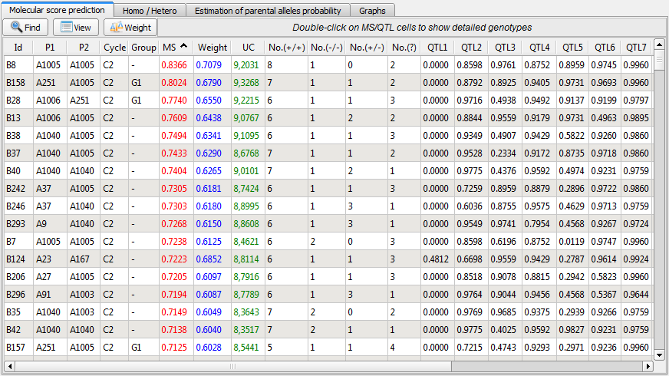 Molecular score prediction Homo / Hetero Estimation of parental alleles probability Graphs
Find View Weight Double-click on MS/QTL cells to show detailed genotypes
Id P1 P2 Cycle Group MS Weight UC No.(+/+) No.(-/-) No.(+/-) No.(?) QTL1 QTL2 QTL3 QTL4 QTL5 QTL6 QTL7
B8 A1005 A1005 C2 - 0.8366 0.7079 9,2031 8 1 0 2 0.0000 0.8598 0.9761 0.8752 0.8959 0.9745 0.9960
B158 A251 A1005 C2 G1 0.8024 0.6790 9,3268 7 1 1 2 0.0000 0.8792 0.8925 0.9405 0.9731 0.9693 0.9960
B28 A1006 A251 C2 G1 0.7740 0.6550 9,2215 6 1 1 3 0.0000 0.9716 0.4938 0.9492 0.9137 0.9199 0.9797
B13 A1006 A1005 C2 - 0.7609 0.6438 9,0767 6 1 2 2 0.0000 0.8844 0.9559 0.9179 0.9731 0.4963 0.9895
B38 A1040 A1005 C2 - 0.7494 0.6341 9,1095 6 1 1 3 0.0000 0.9349 0.4907 0.9429 0.5822 0.9260 0.9860
B37 A1040 A1005 C2 - 0.7433 0.6290 8,6768 7 1 1 2 0.0000 0.9528 0.2334 0.9172 0.8735 0.9718 0.9860
B40 A1040 A1005 C2 - 0.7404 0.6265 9,0101 7 1 2 1 0.0000 0.9775 0.4376 0.9592 0.4974 0.9231 0.9759
B242 A37 A1005 C2 - 0.7305 0.6181 8,7424 6 1 1 3 0.0000 0.7259 0.8959 0.8879 0.2896 0.9722 0.9860
B246 A37 A1040 C2 - 0.7303 0.6180 8,8995 6 1 3 1 0.0000 0.6036 0.8755 0.9575 0.4629 0.9713 0.9759
B293 A9 A1040 C2 - 0.7268 0.6150 8,8608 6 1 3 1 0.0000 0.9549 0.9741 0.7954 0.4568 0.9267 0.9724
B7 A1005 A1040 C2 - 0.7238 0.6125 8,4621 6 2 0 3 0.0000 0.8598 0.6196 0.8752 0.0119 0.9747 0.9960
B124 A23 A167 C2 - 0.7223 0.6852 8,8114 6 1 1 3 0.4812 0.6698 0.9559 0.9429 0.2787 0.9614 0.9924
B206 A27 A1005 C2 - 0.7205 0.6097 8,7916 6 1 1 3 0.0000 0.8518 0.9078 0.8815 0.2942 0.5823 0.9960
B296 A91 A1003 C2 - 0.7194 0.6087 8,7789 6 1 3 1 0.0000 0.9764 0.9044 0.9456 0.4568 0.5367 0.9644
B35 A1040 A1003 C2 - 0.7149 0.6049 8,3643 7 2 0 2 0.0000 0.9769 0.9685 0.9375 0.2939 0.9266 0.9759
B42 A1040 A1040 C2 - 0.7138 0.6040 8,3517 7 2 1 1 0.0000 0.9775 0.4025 0.9592 0.9827 0.9231 0.9759
B157 A251 A1005 C2 G1 0.7125 0.6028 8,5441 5 1 1 4 0.0000 0.7215 0.4743 0.9293 0.2971 0.9236 0.9960